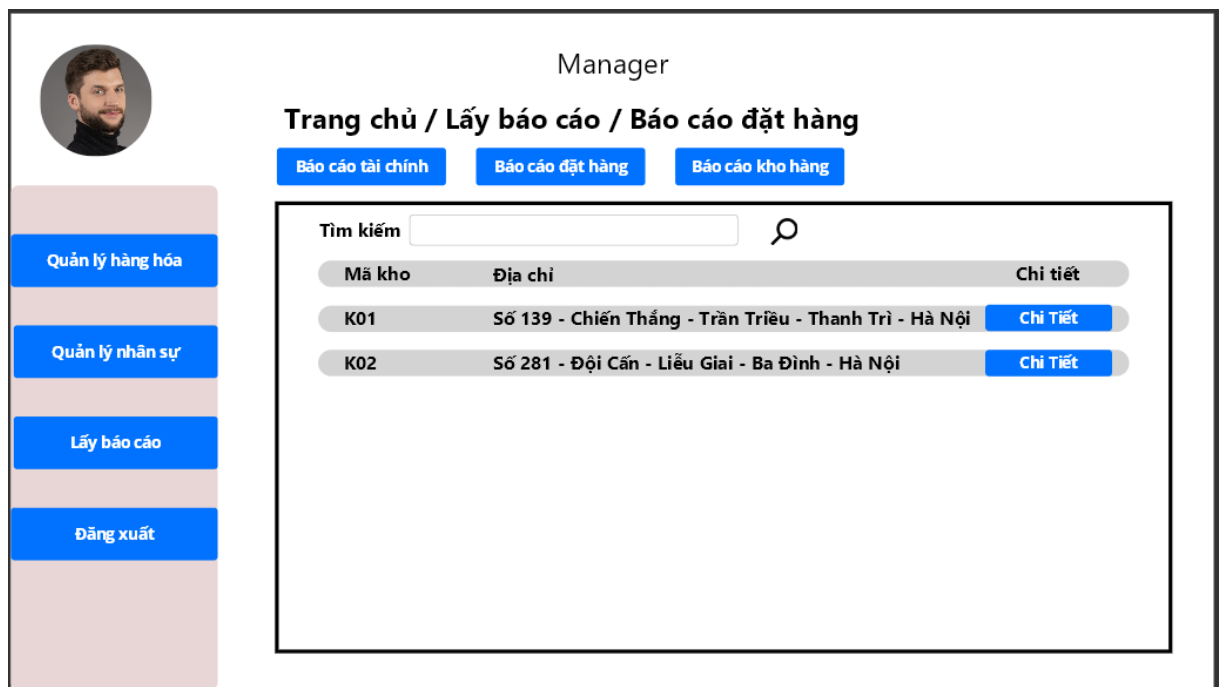 Manager
Trang chủ / Lấy báo cáo / Báo cáo đặt hàng
Báo cáo tài chính Báo cáo đặt hàng Báo cáo kho hàng
Quản lý hàng hóa
Quản lý nhân sự
Lấy báo cáo
Đăng xuất
Tìm kiếm
Mã kho Địa chỉ Chi tiết
K01 Số 139 - Chiến Thắng - Trần Triều - Thanh Trì - Hà Nội Chi Tiết
K02 Số 281 - Đội Cấn - Liễu Giai - Ba Đình - Hà Nội Chi Tiết